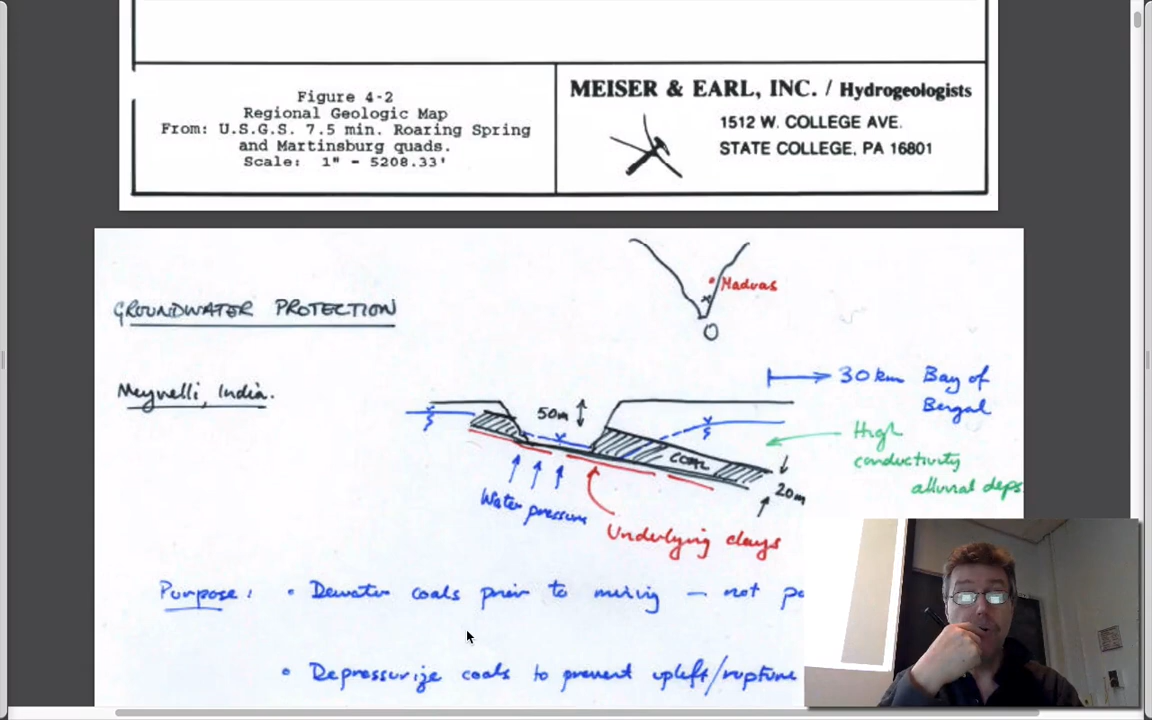 Figure 4-2
Regional Geologic Map
From: U.S.G.S. 7.5 min. Roaring Spring
and Martinsburg quads.
Scale: 1" - 5208.33'
MEISER & EARL, INC. / Hydrogeologists
1512 W. COLLEGE AVE.
STATE COLLEGE, PA 16801
Madras
GROUNDWATER PROTECTION
30 km Bay of
Bengal
Meynelli, India.
50m
High
conductivity
alluvial deps
COAL
20m
Water pressure
Underlying clays
Purpose: • Dewater coals prior to mining - not po
• Depressurize coals to prevent uplift/rupture